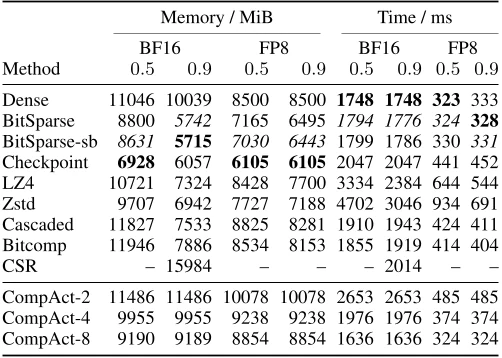 Memory / MiB Time / ms
BF16 FP8 BF16 FP8
Method 0.5 0.9 0.5 0.9 0.5 0.9 0.5 0.9
Dense 11046 10039 8500 8500 1748 1748 323 333
BitSparse 8800 5742 7165 6495 1794 1776 324 328
BitSparse-sb 8631 5715 7030 6443 1799 1786 330 331
Checkpoint 6928 6057 6105 6105 2047 2047 441 452
LZ4 10721 7324 8428 7700 3334 2384 644 544
Zstd 9707 6942 7727 7188 4702 3046 934 691
Cascaded 11827 7533 8825 8281 1910 1943 424 411
Bitcomp 11946 7886 8534 8153 1855 1919 414 404
CSR – 15984 – – – 2014 – –
CompAct-2 11486 11486 10078 10078 2653 2653 485 485
CompAct-4 9955 9955 9238 9238 1976 1976 374 374
CompAct-8 9190 9189 8854 8854 1636 1636 324 324